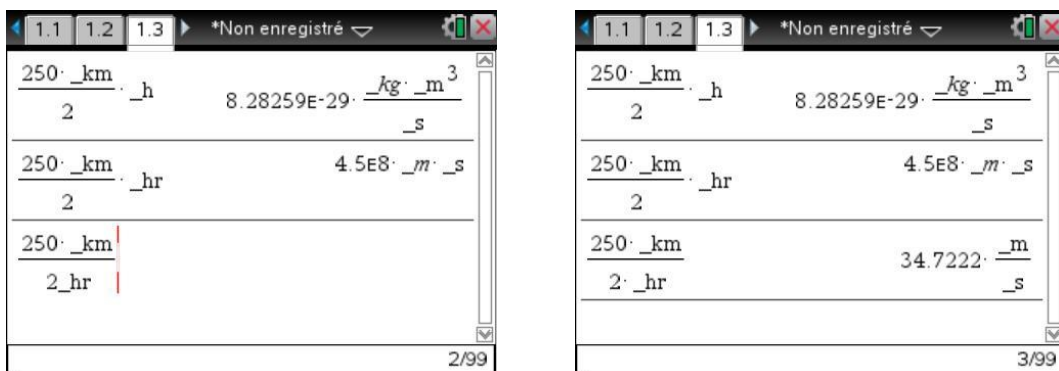 1.1 1.2 1.3 *Non enregistré
250·_km
2 ·_h 8.28259E-29· _kg·_m³
_s
250·_km
2 ·_hr 4.5E8·_m·_s
250·_km
2_hr
2/99
1.1 1.2 1.3 *Non enregistré
250·_km
2 ·_h 8.28259E-29· _kg·_m³
_s
250·_km
2 ·_hr 4.5E8·_m·_s
250·_km
2·_hr 34.7222· _m
_s
3/99